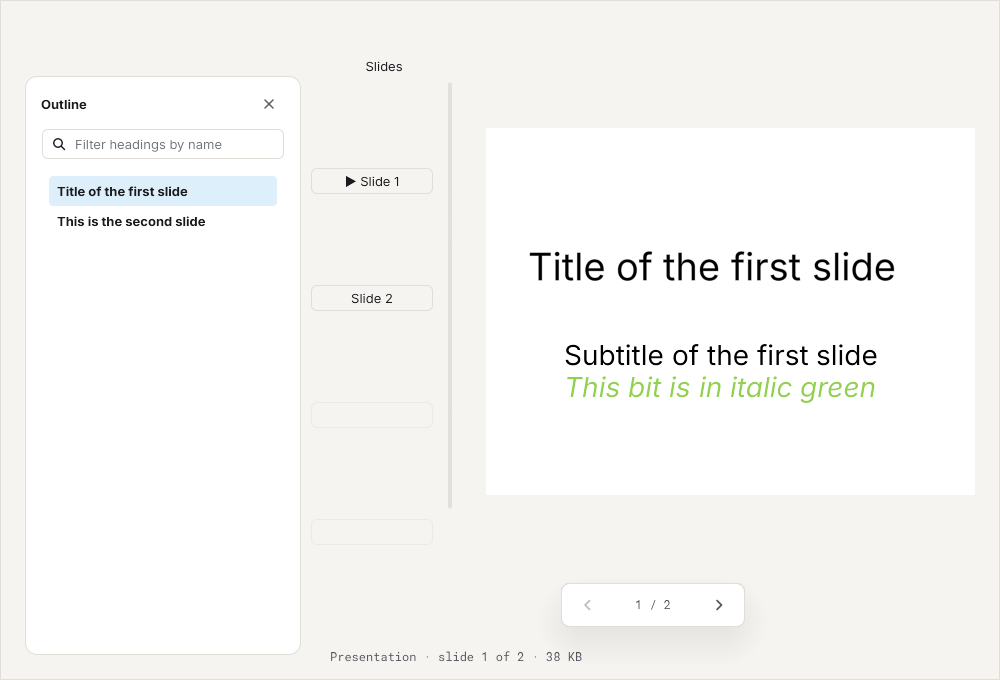 Slides
Outline
Filter headings by name
Title of the first slide
This is the second slide
▶ Slide 1
Slide 2
Title of the first slide
Subtitle of the first slide
This bit is in italic green
1 / 2
Presentation · slide 1 of 2 · 38 KB